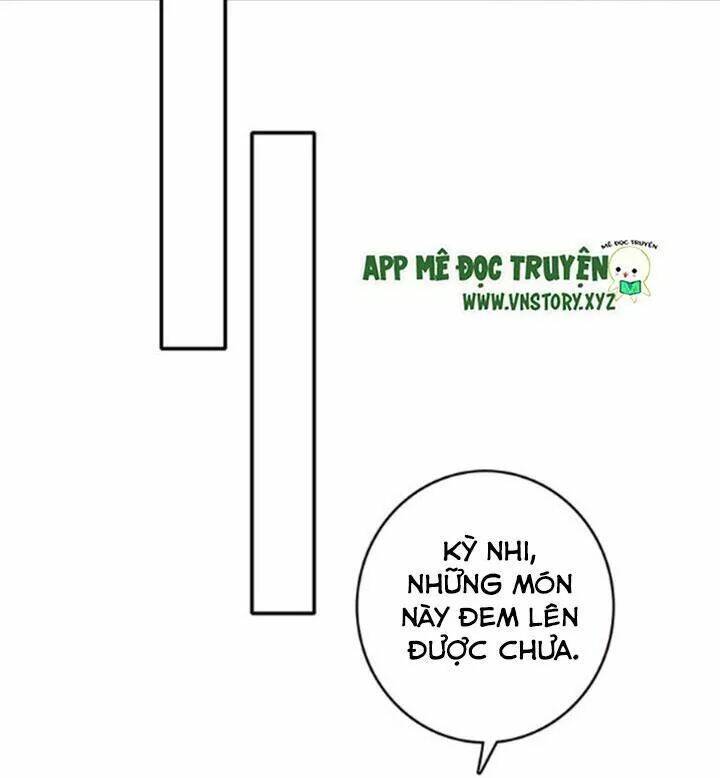 MÊ ĐỌC TRUYỆN
APP MÊ ĐỌC TRUYỆN
WWW.VNSTORY.XYZ
KỲ NHI,
NHỮNG MÓN
NÀY ĐEM LÊN
ĐƯỢC CHƯA.